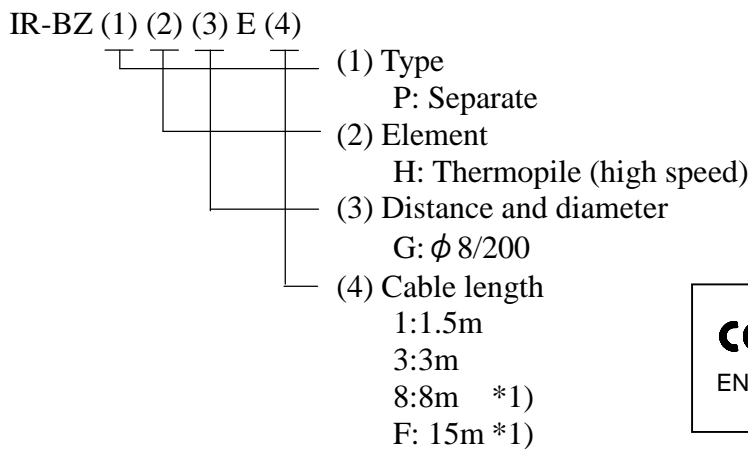 IR-BZ (1) (2) (3) E (4)
(1) Type
P: Separate
(2) Element
H: Thermopile (high speed)
(3) Distance and diameter
G: ϕ 8/200
(4) Cable length
1:1.5m
3:3m
8:8m *1)
F: 15m *1)
EN